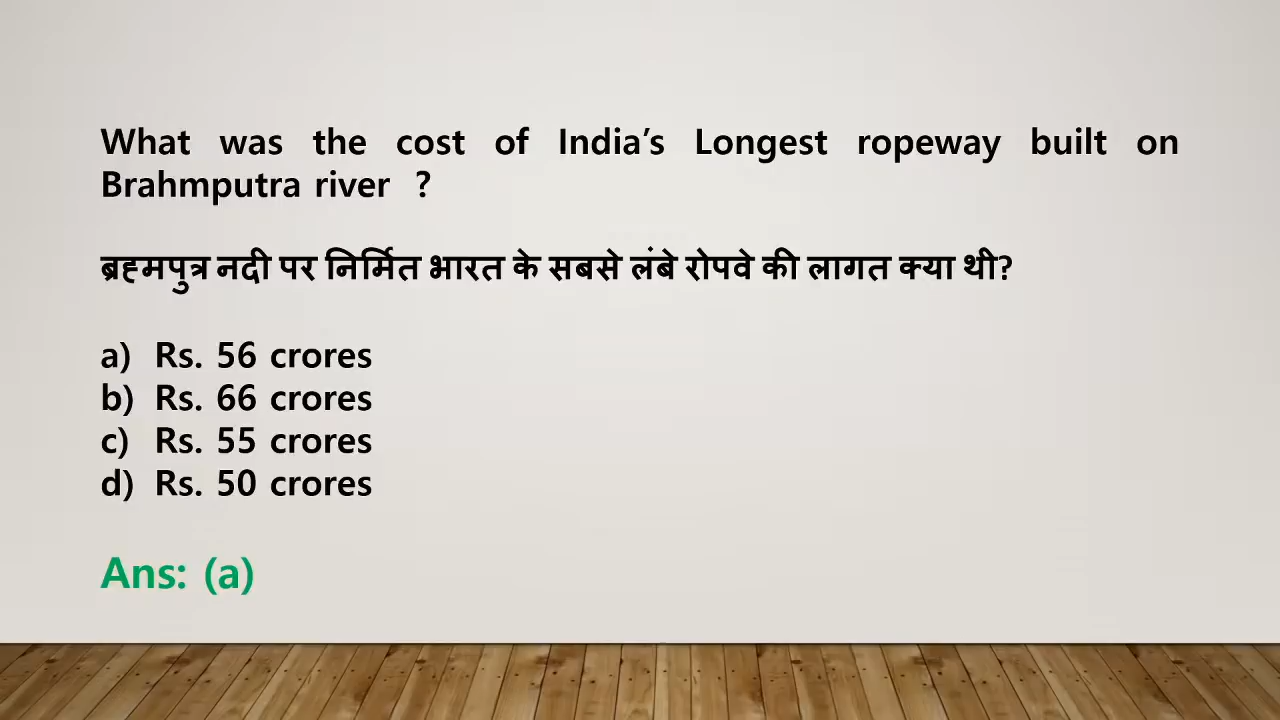 What was the cost of India’s Longest ropeway built on
Brahmputra river ?
ब्रह्मपुत्र नदी पर निर्मित भारत के सबसे लंबे रोपवे की लागत क्या थी?
a) Rs. 56 crores
b) Rs. 66 crores
c) Rs. 55 crores
d) Rs. 50 crores
Ans: (a)